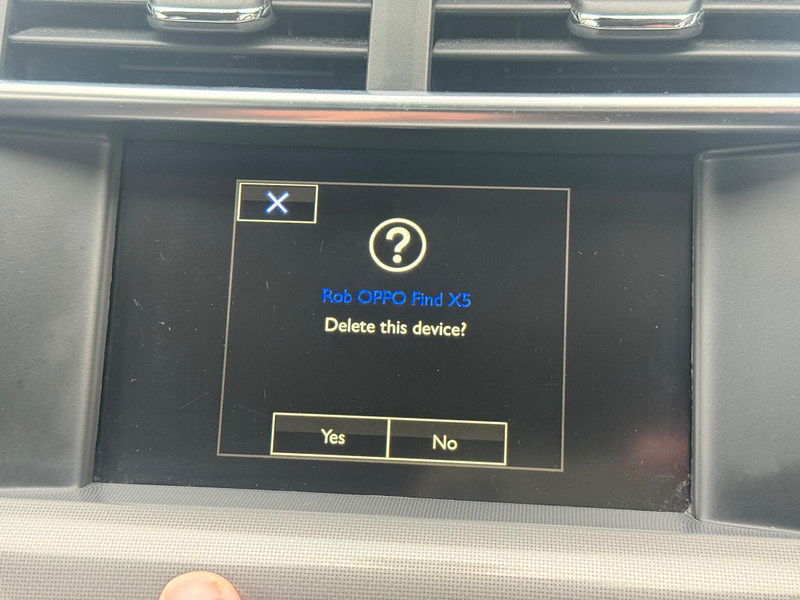 Rob OPPO Find X5
Delete this device?
Yes
No